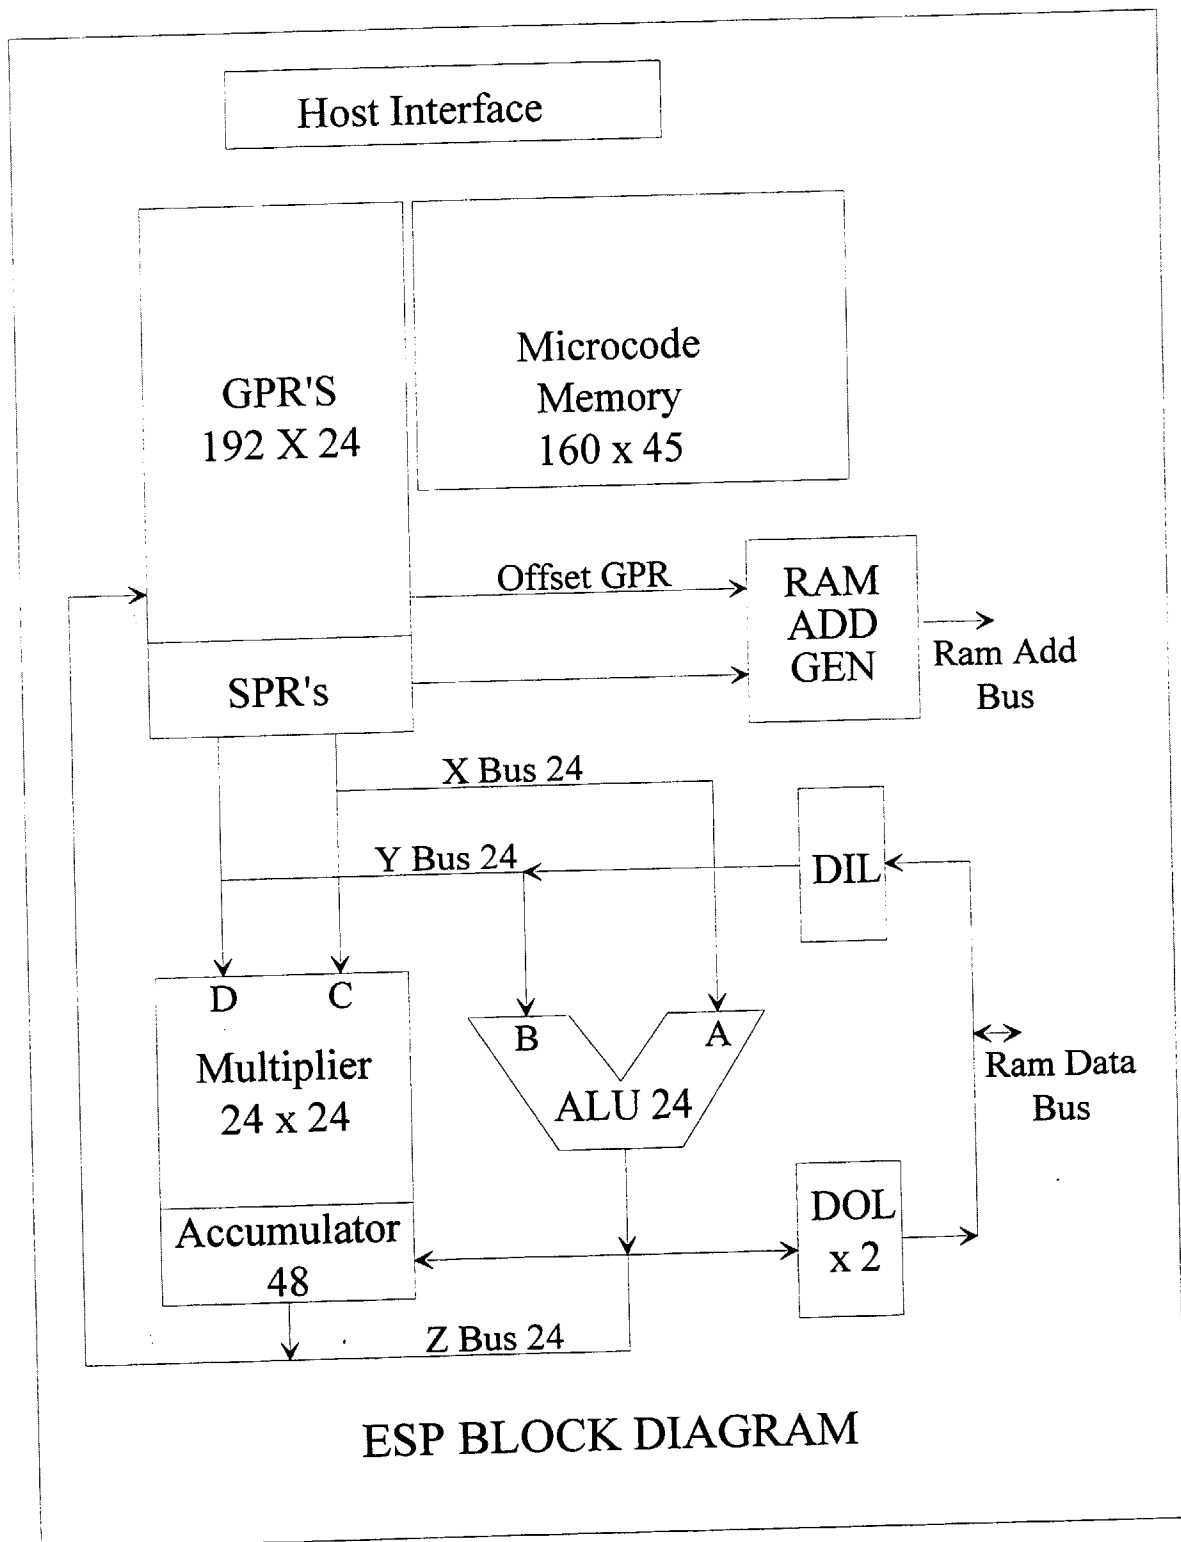 Host Interface
GPR'S
192 X 24
Microcode
Memory
160 x 45
Offset GPR
RAM
ADD
GEN
Ram Add
Bus
SPR's
X Bus 24
Y Bus 24
DIL
D
C
B
A
Multiplier
24 x 24
ALU 24
Ram Data
Bus
Accumulator
48
DOL
x 2
Z Bus 24
ESP BLOCK DIAGRAM